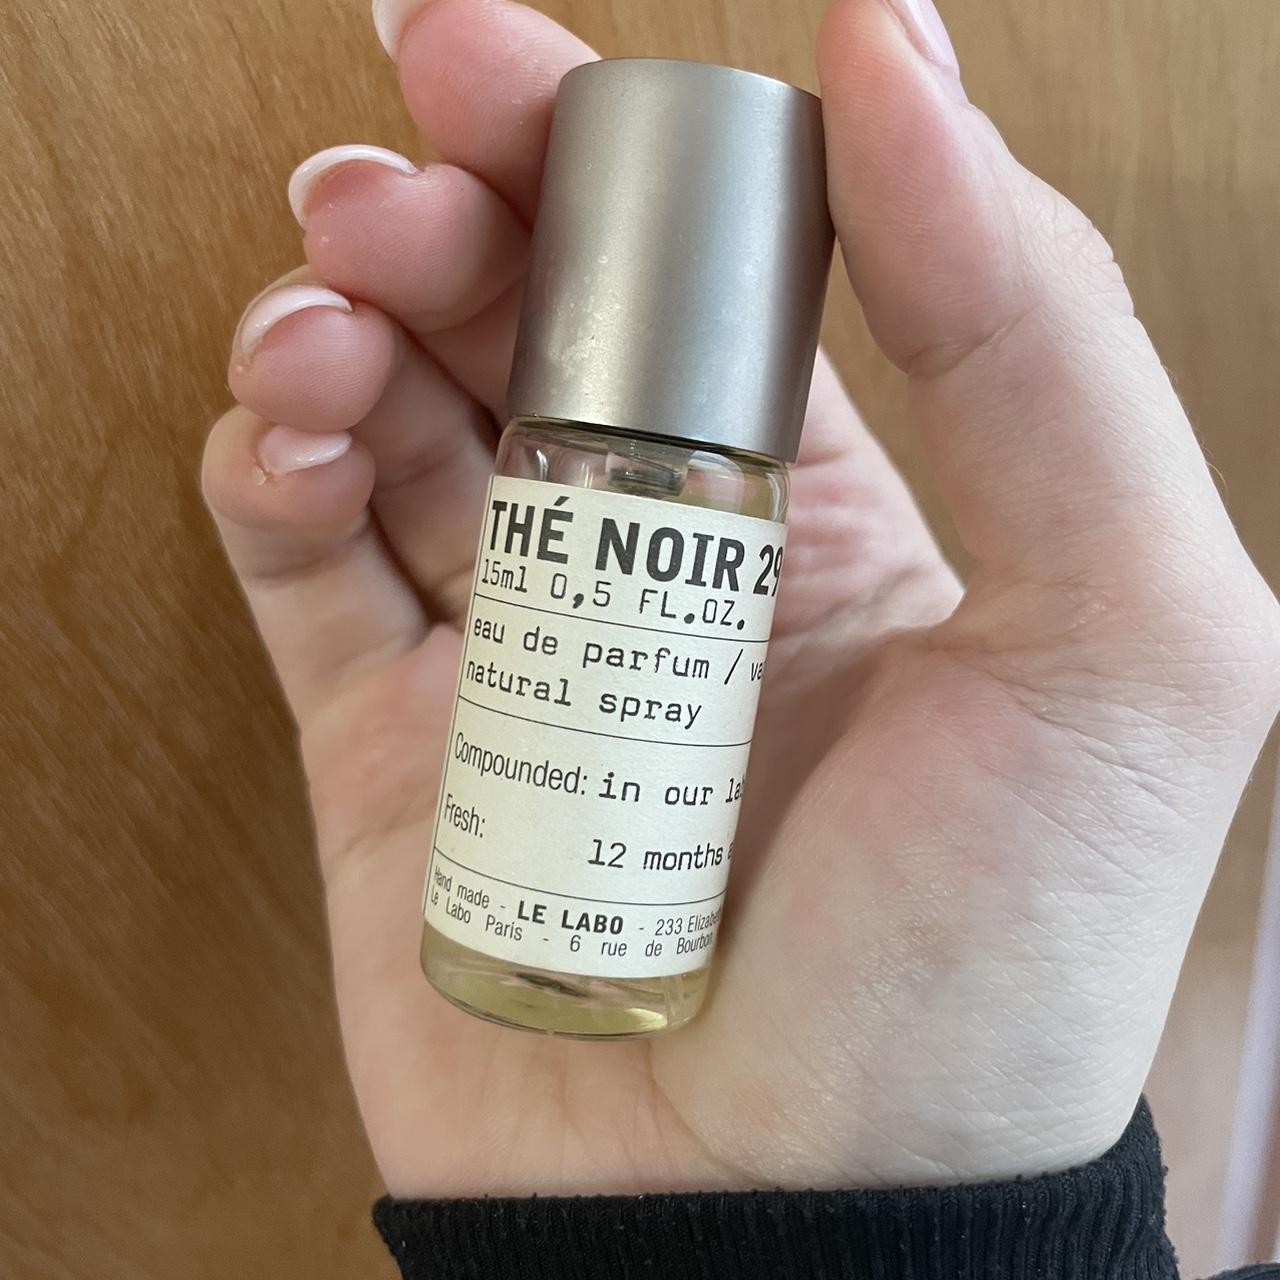 THÉ NOIR 29
15ml 0,5 FL.OZ.
eau de parfum /
natural spray
Compounded: in our
Fresh:
12 months
Hand made - LE LABO - 233
Le Labo Paris - 6 rue de Bourbon